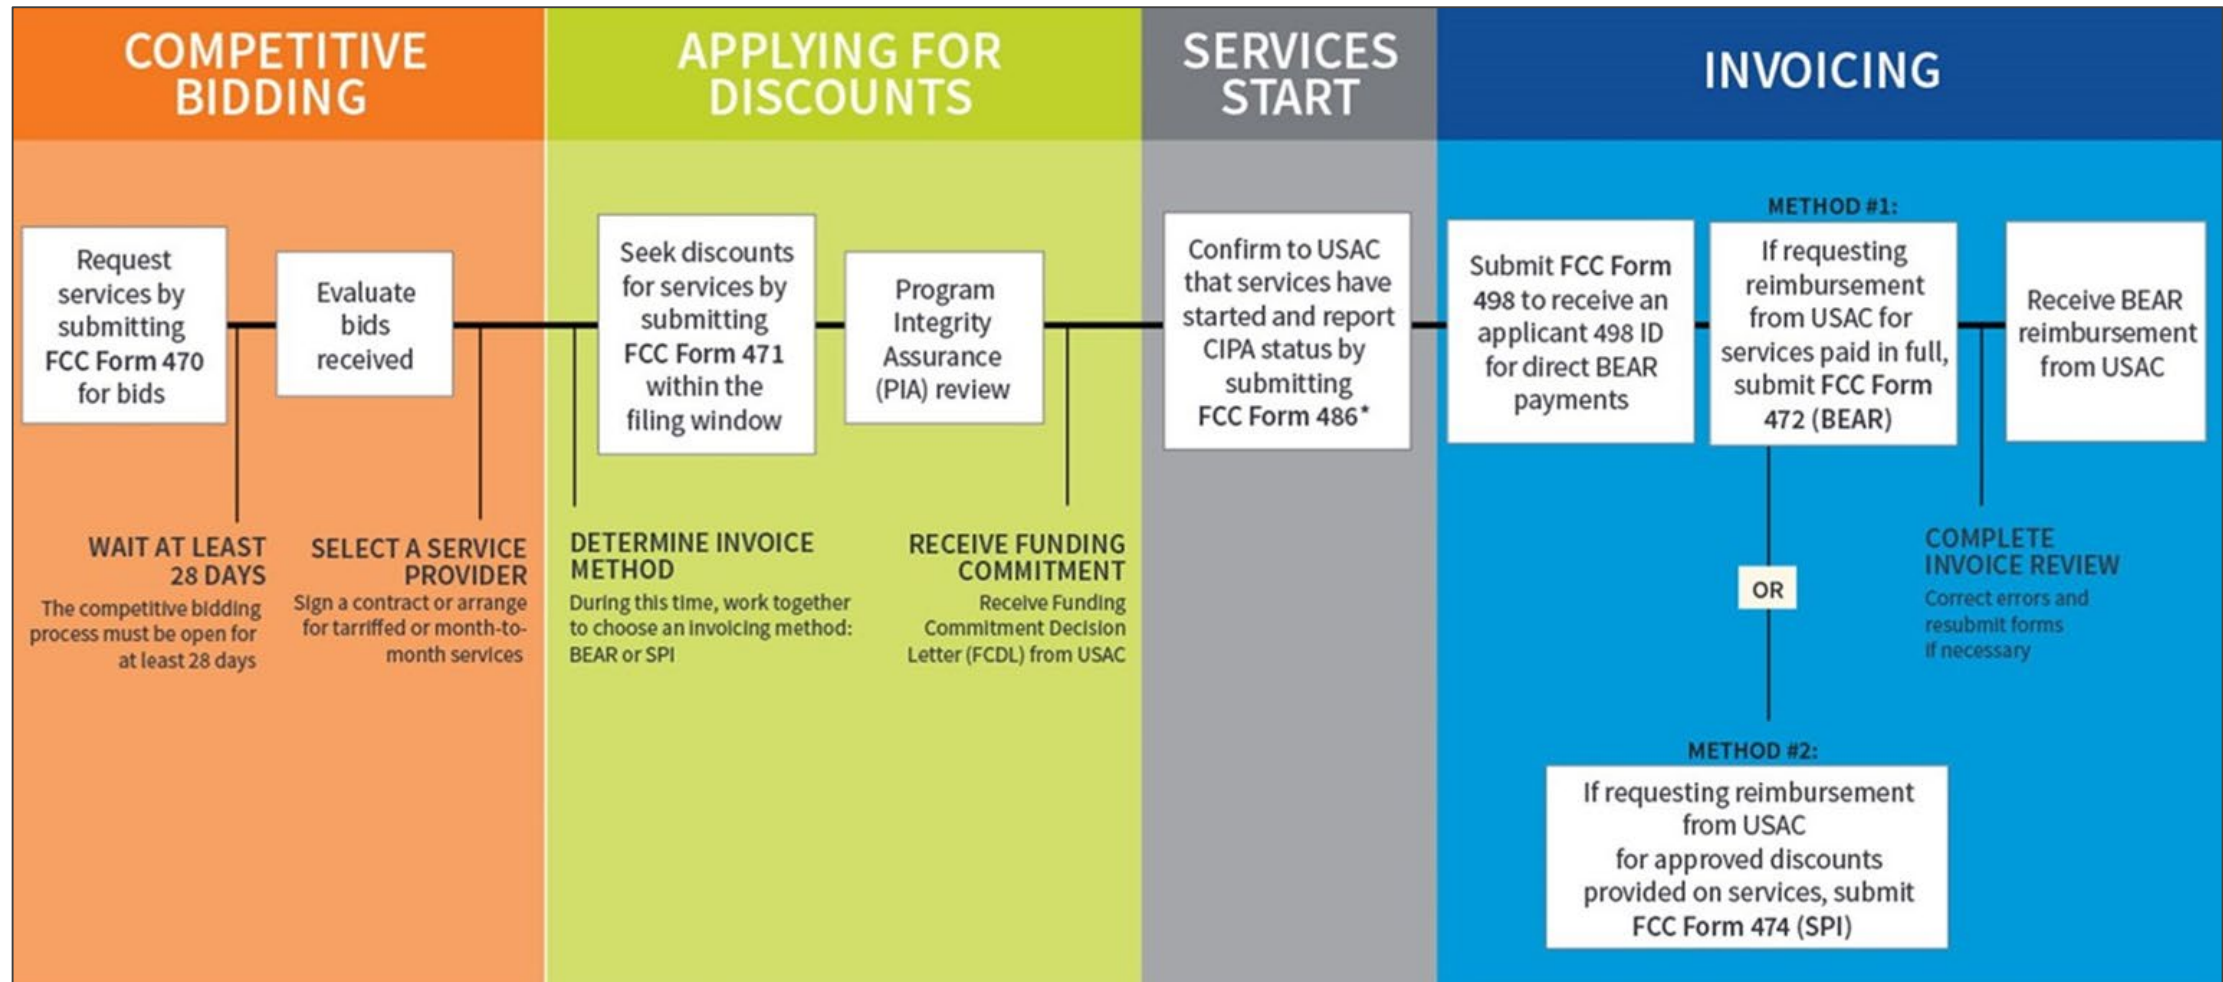 COMPETITIVE
BIDDING
Request
services by
submitting
FCC Form 470
for bids
Evaluate
bids
received
WAIT AT LEAST
28 DAYS
The competitive bidding
process must be open for
at least 28 days
SELECT A SERVICE
PROVIDER
Sign a contract or arrange
for tarriffed or month-to-
month services
APPLYING FOR
DISCOUNTS
Seek discounts
for services by
submitting
FCC Form 471
within the
filing window
Program
Integrity
Assurance
(PIA) review
DETERMINE INVOICE
METHOD
During this time, work together
to choose an invoicing method:
BEAR or SPI
RECEIVE FUNDING
COMMITMENT
Receive Funding
Commitment Decision
Letter (FCDL) from USAC
SERVICES
START
Confirm to USAC
that services have
started and report
CIPA status by
submitting
FCC Form 486*
INVOICING
Submit FCC Form
498 to receive an
applicant 498 ID
for direct BEAR
payments
METHOD #1:
If requesting
reimbursement
from USAC for
services paid in full,
submit FCC Form
472 (BEAR)
Receive BEAR
reimbursement
from USAC
COMPLETE
INVOICE REVIEW
Correct errors and
resubmit forms
if necessary
OR
METHOD #2:
If requesting reimbursement
from USAC
for approved discounts
provided on services, submit
FCC Form 474 (SPI)